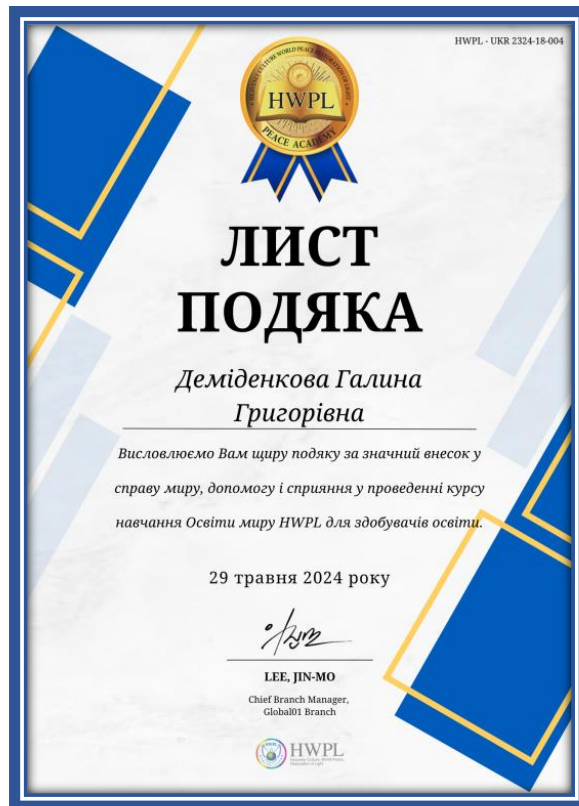 HWPL - UKR 2324-18-004
HWPL
PEACE ACADEMY
ЛИСТ
ПОДЯКА
Деміденкова Галина
Григорівна
Висловлюємо Вам щиру подяку за значний внесок у
справу миру, допомогу і сприяння у проведенні курсу
навчання Освіти миру HWPL для здобувачів освіти.
29 травня 2024 року
LEE, JIN-MO
Chief Branch Manager,
Global01 Branch
HWPL